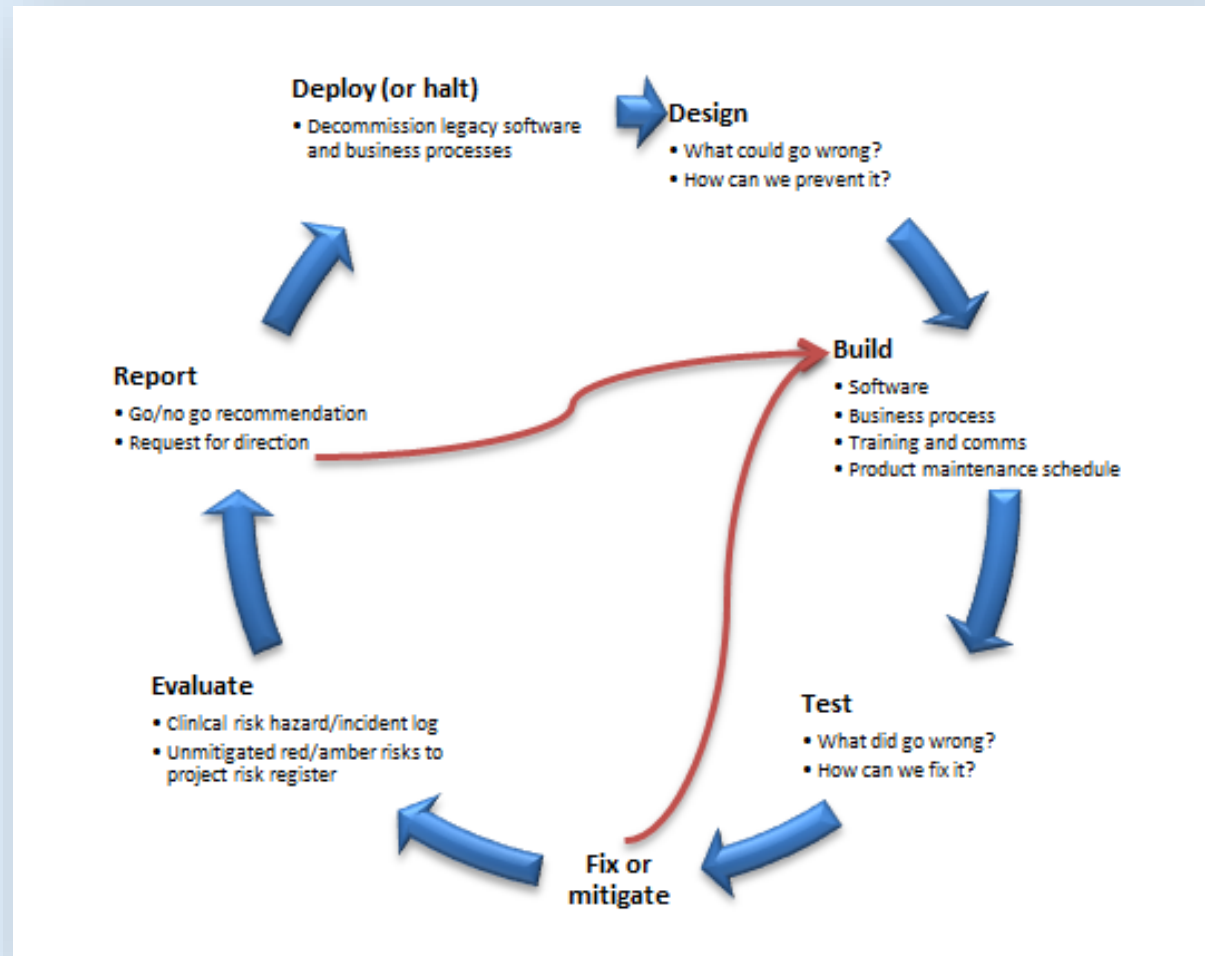 Deploy (or halt)
• Decommission legacy software
and business processes
Design
• What could go wrong?
• How can we prevent it?
Build
• Software
• Business process
• Training and comms
• Product maintenance schedule
Test
• What did go wrong?
• How can we fix it?
Fix or
mitigate
Evaluate
• Clinical risk hazard/incident log
• Unmitigated red/amber risks to
project risk register
Report
• Go/no go recommendation
• Request for direction